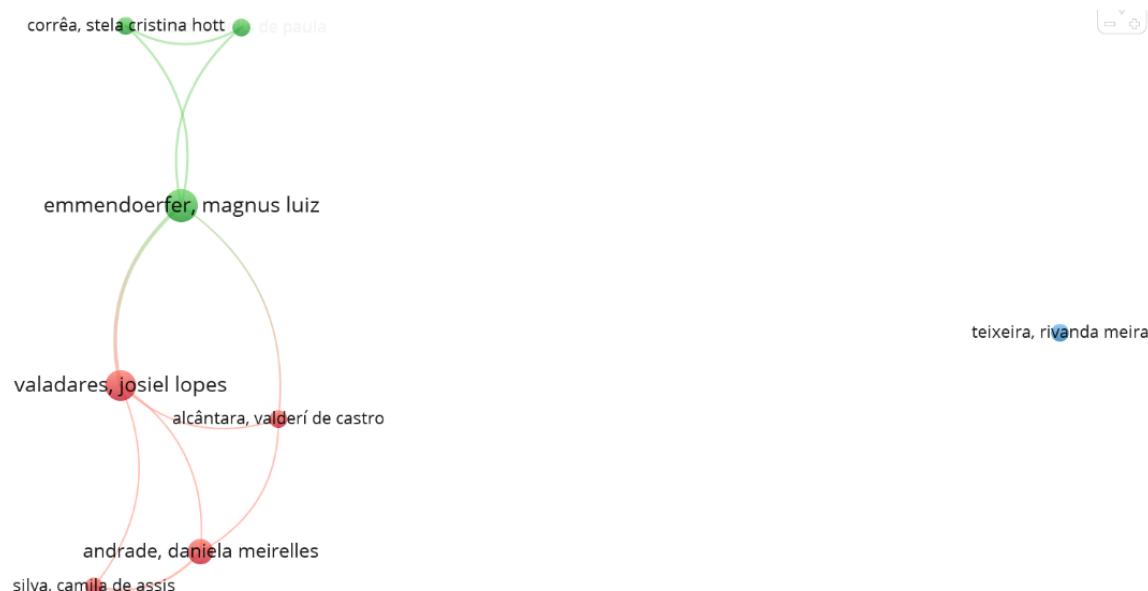 corrêa, stela cristina hott
de paula
emmendoerfer, magnus luiz
teixeira, rivanda meira
valadares, josiel lopes
alcântara, valderí de castro
andrade, daniela meirelles
silva, camila de assis